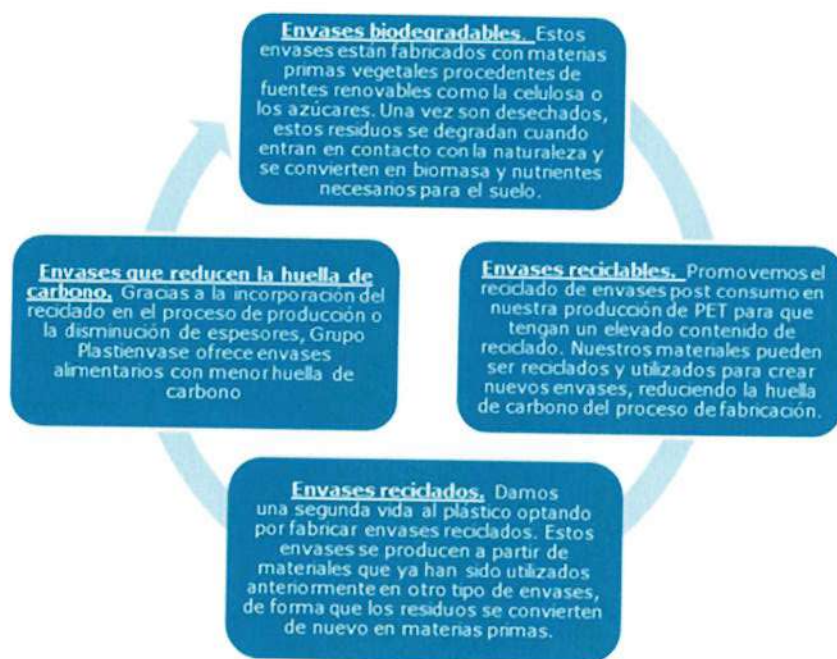 Envases biodegradables. Estos
envases están fabricados con materias
primas vegetales procedentes de
fuentes renovables como la celulosa o
los azúcares. Una vez son desechados,
estos residuos se degradan cuando
entran en contacto con la naturaleza y
se convierten en biomasa y nutrientes
necesarios para el suelo.
Envases reciclables. Promovemos el
reciclado de envases post consumo en
nuestra producción de PET para que
tengan un elevado contenido de
reciclado. Nuestros materiales pueden
ser reciclados y utilizados para crear
nuevos envases, reduciendo la huella
de carbono del proceso de fabricación.
Envases reciclados. Damos
una segunda vida al plástico optando
por fabricar envases reciclados. Estos
envases se producen a partir de
materiales que ya han sido utilizados
anteriormente en otro tipo de envases,
de forma que los residuos se convierten
de nuevo en materias primas.
Envases que reducen la huella de
carbono. Gracias a la incorporación del
reciclado en el proceso de producción o
la disminución de espesores, Grupo
Plastienvase ofrece envases
alimentarios con menor huella de
carbono